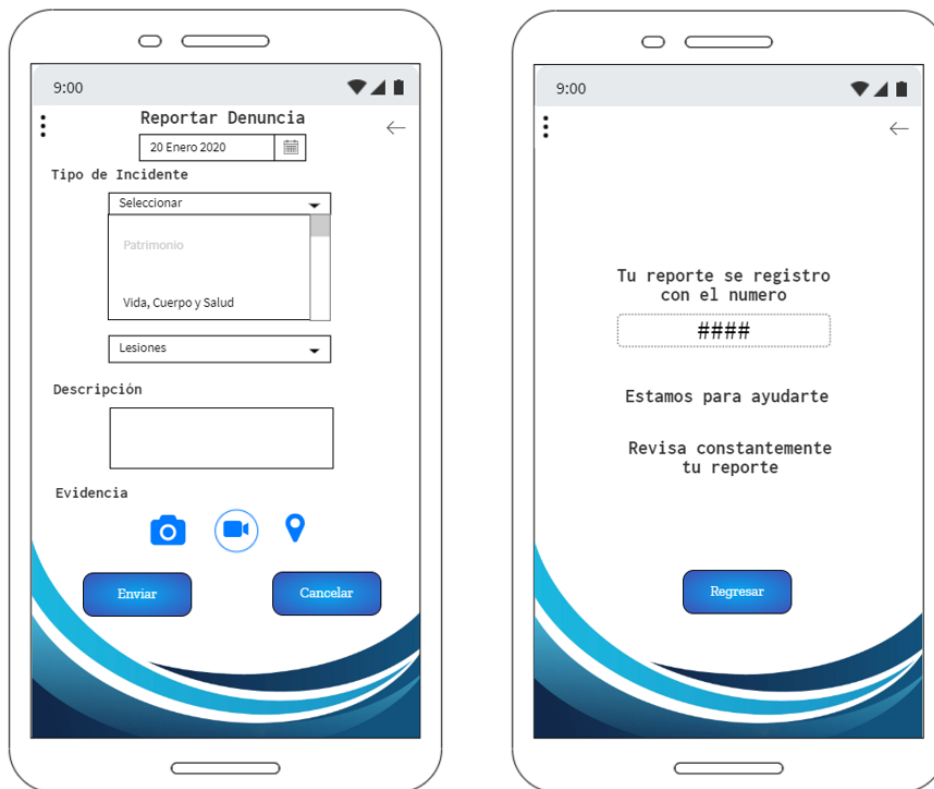 9:00
Reportar Denuncia
20 Enero 2020
Tipo de Incidente
Seleccionar
Patrimonio
Vida, Cuerpo y Salud
Lesiones
Descripción
Evidencia
Enviar
Cancelar
9:00
Tu reporte se registro
con el numero
####
Estamos para ayudarte
Revisa constantemente
tu reporte
Regresar